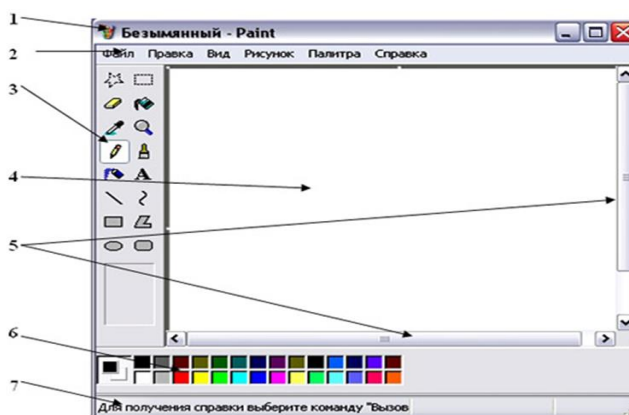 1
Безымянный - Paint
2
Файл Правка Вид Рисунок Палитра Справка
3
A
4
5
6
7
Для получения справки выберите команду "Вызов